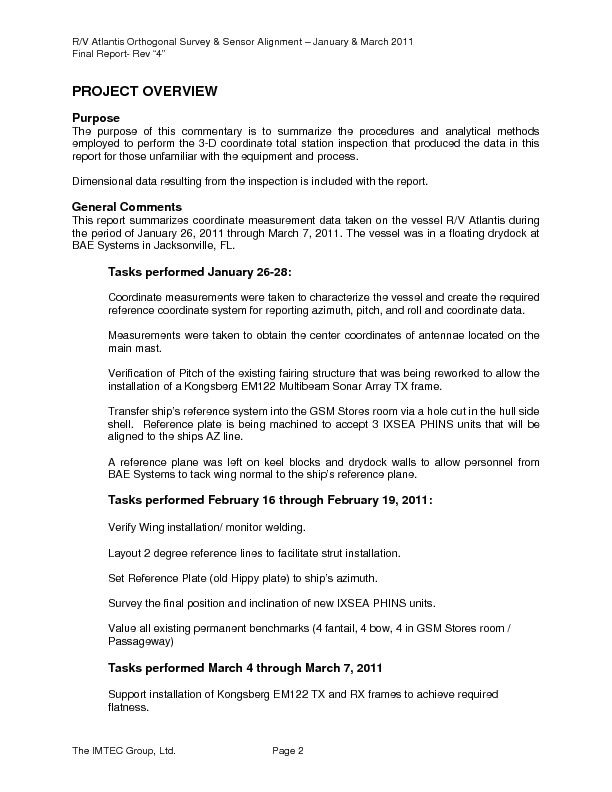 R/V Atlantis Orthogonal Survey & Sensor Alignment – January & March 2011
Final Report- Rev "4"
PROJECT OVERVIEW
Purpose
The purpose of this commentary is to summarize the procedures and analytical methods
employed to perform the 3-D coordinate total station inspection that produced the data in this
report for those unfamiliar with the equipment and process.
Dimensional data resulting from the inspection is included with the report.
General Comments
This report summarizes coordinate measurement data taken on the vessel R/V Atlantis during
the period of January 26, 2011 through March 7, 2011. The vessel was in a floating drydock at
BAE Systems in Jacksonville, FL.
Tasks performed January 26-28:
Coordinate measurements were taken to characterize the vessel and create the required
reference coordinate system for reporting azimuth, pitch, and roll and coordinate data.
Measurements were taken to obtain the center coordinates of antennae located on the
main mast.
Verification of Pitch of the existing fairing structure that was being reworked to allow the
installation of a Kongsberg EM122 Multibeam Sonar Array TX frame.
Transfer ship's reference system into the GSM Stores room via a hole cut in the hull side
shell.  Reference plate is being machined to accept 3 IXSEA PHINS units that will be
aligned to the ships AZ line.
A reference plane was left on keel blocks and drydock walls to allow personnel from
BAE Systems to tack wing normal to the ship's reference plane.
Tasks performed February 16 through February 19, 2011:
Verify Wing installation/ monitor welding.
Layout 2 degree reference lines to facilitate strut installation.
Set Reference Plate (old Hippy plate) to ship's azimuth.
Survey the final position and inclination of new IXSEA PHINS units.
Value all existing permanent benchmarks (4 fantail, 4 bow, 4 in GSM Stores room /
Passageway)
Tasks performed March 4 through March 7, 2011
Support installation of Kongsberg EM122 TX and RX frames to achieve required
flatness.
The IMTEC Group, Ltd. Page 2